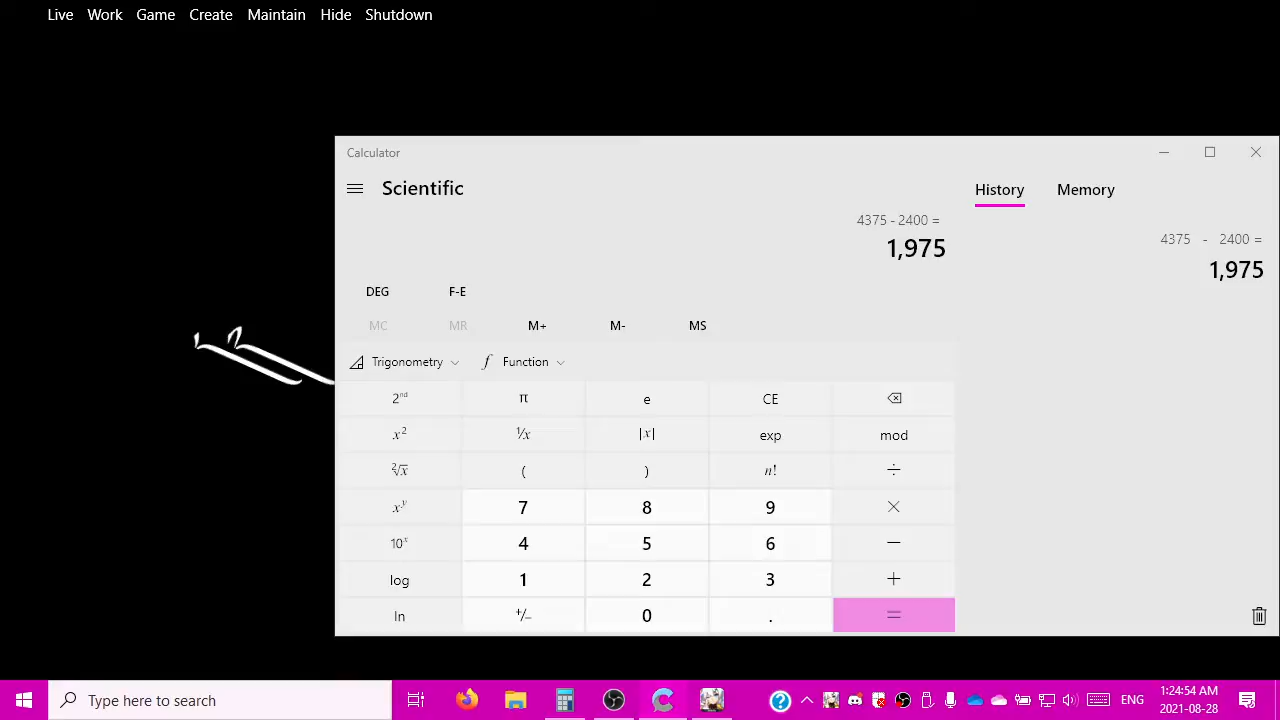 Live Work Game Create Maintain Hide Shutdown
Calculator
Scientific
History Memory
4375 - 2400 =
1,975
4375 - 2400 =
1,975
DEG F-E
MC MR M+ M- MS
Trigonometry f Function
2nd π e CE
x2 1/x |x| exp mod
2√x ( ) n! ÷
xy 7 8 9 ×
10x 4 5 6 −
log 1 2 3 +
ln +/− 0 . =
Type here to search
ENG
1:24:54 AM
2021-08-28